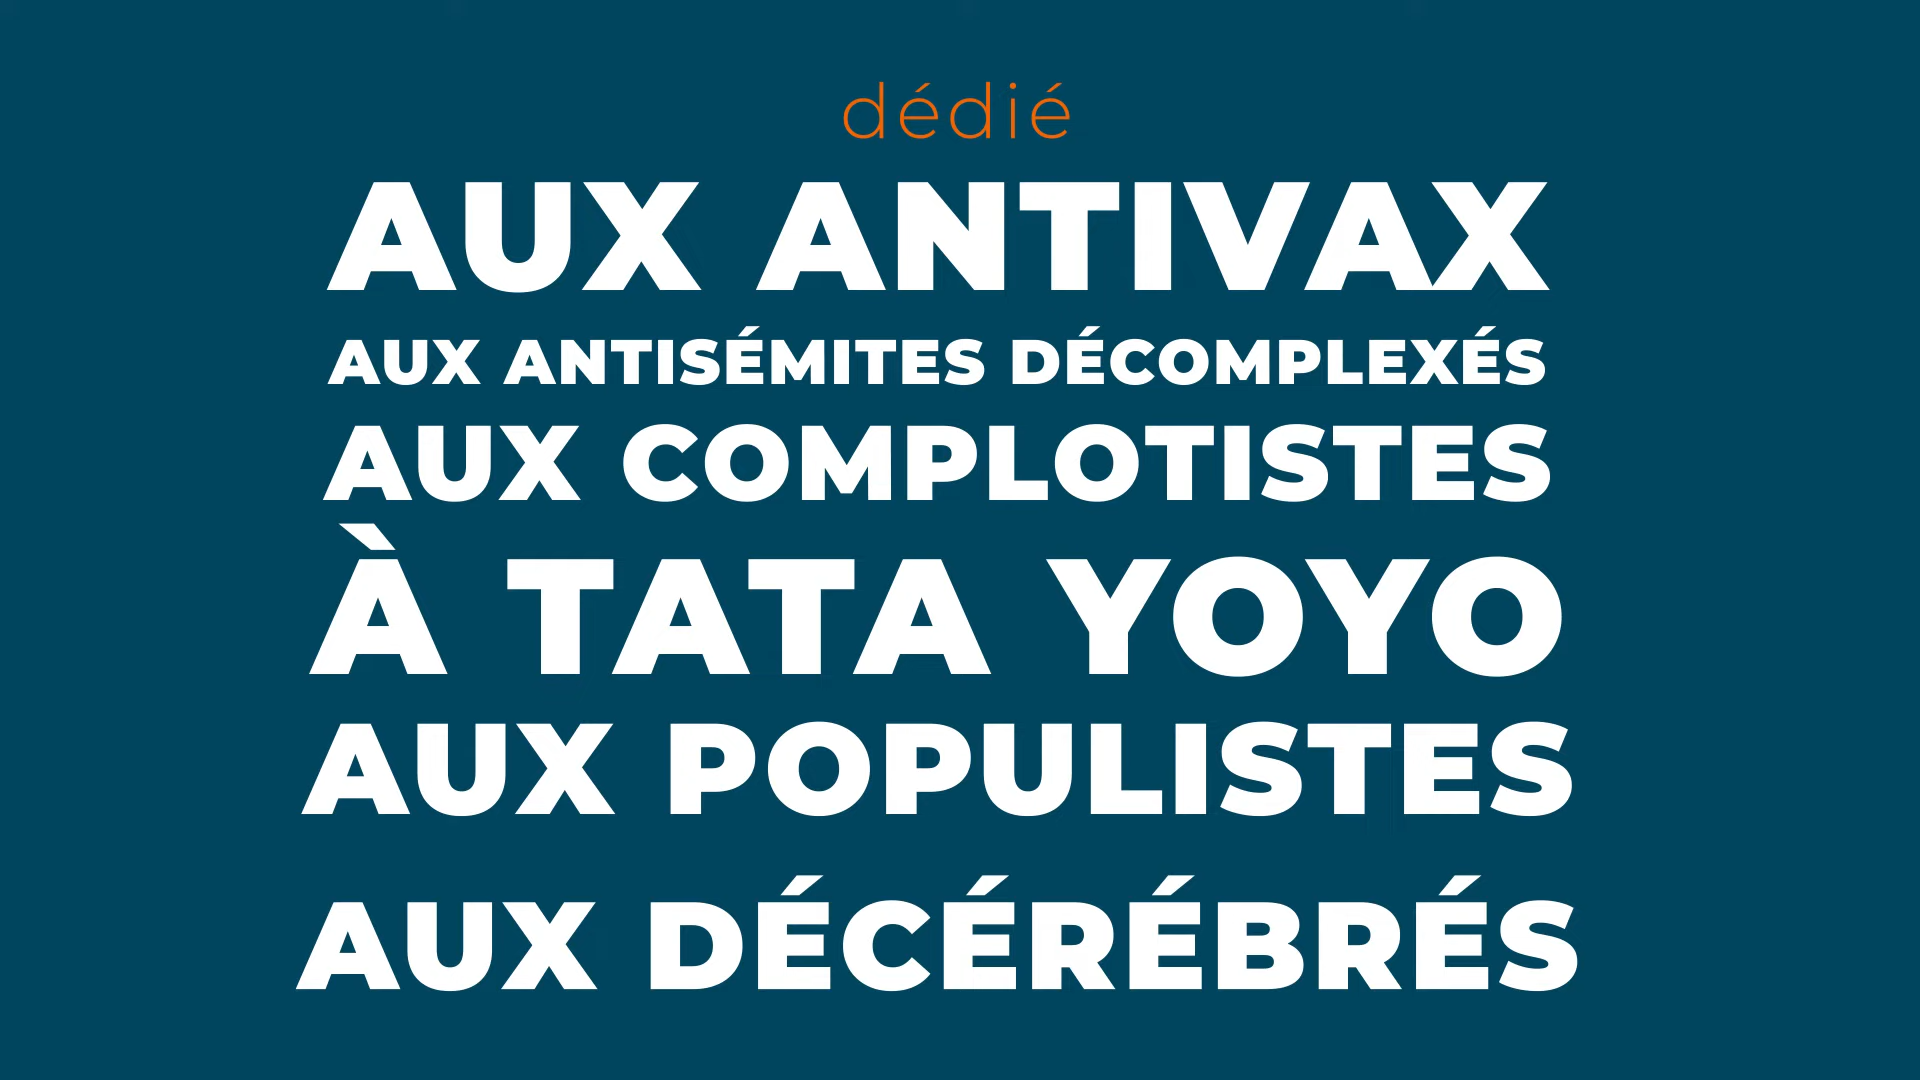 dédié
AUX ANTIVAX
AUX ANTISÉMITES DÉCOMPLEXÉS
AUX COMPLOTISTES
À TATA YOYO
AUX POPULISTES
AUX DÉCÉRÉBRÉS